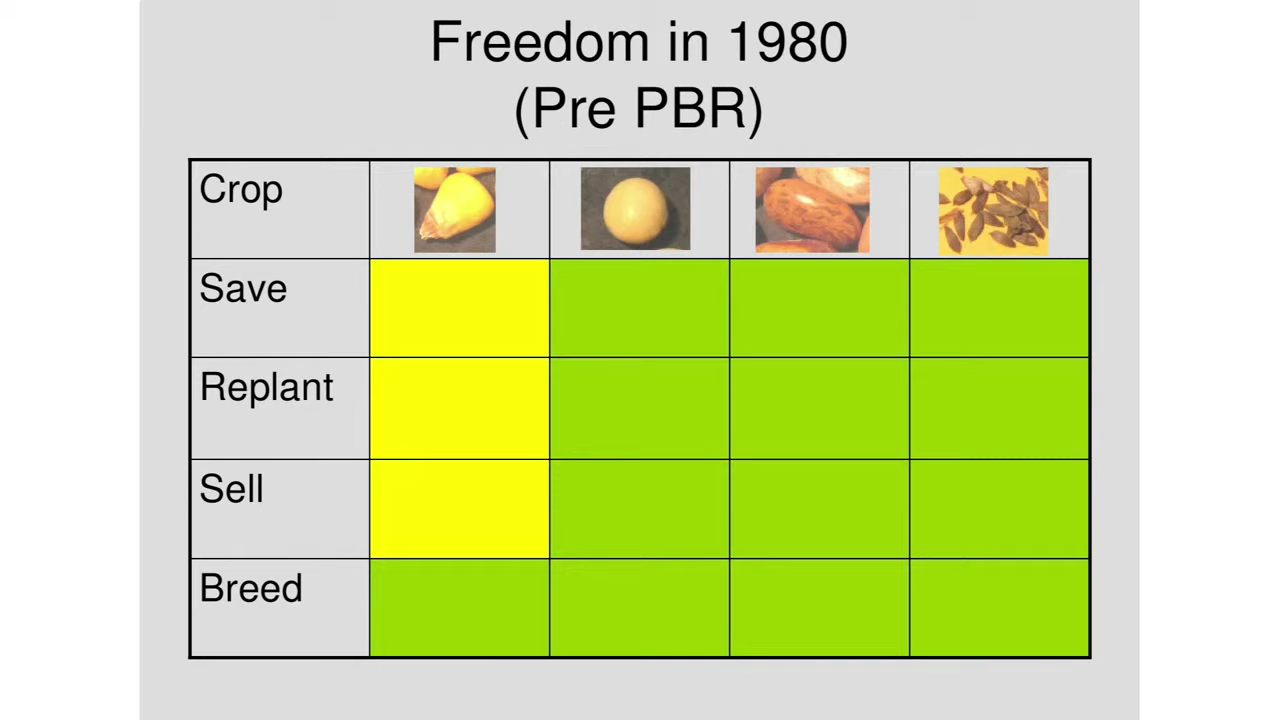 Freedom in 1980
(Pre PBR)
Crop
Save
Replant
Sell
Breed